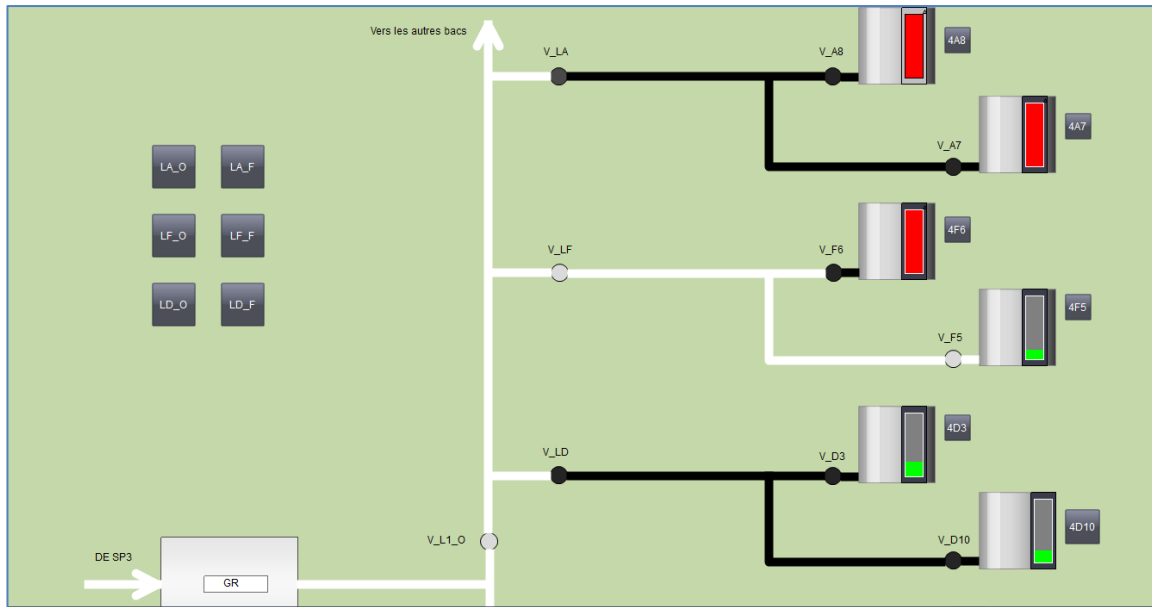 Vers les autres bacs
V_LA
V_A8
4A8
4A7
V_A7
LA_O
LA_F
LF_O
LF_F
LD_O
LD_F
V_LF
V_F6
4F6
4F5
V_F5
V_LD
V_D3
4D3
4D10
V_D10
V_L1_O
DE SP3
GR